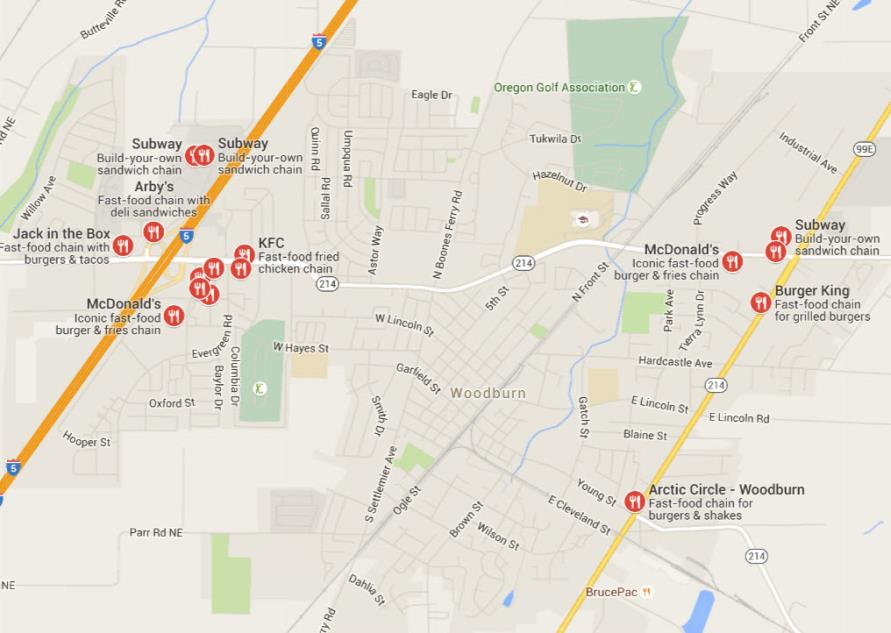 Butteville Rd
5
Front St NE
Oregon Golf Association
Eagle Dr
99E
Industrial Ave
Tukwila Ds
Subway
Build-your-own
sandwich chain
Subway
Build-your-own
sandwich chain
Quinn Rd
Umpqua Rd
Sallal Rd
Rd NE
Arby's
Fast-food chain with
deli sandwiches
Hazelnut Dr
Progress Way
Willow Ave
Jack in the Box
Fast-food chain with
burgers & tacos
5
KFC
Fast-food fried
chicken chain
Astor Way
N Boones Ferry Rd
214
214
McDonald's
Iconic fast-food
burger & fries chain
Subway
Build-your-own
sandwich chain
N Front St
5th St
Burger King
Fast-food chain
for grilled burgers
McDonald's
Iconic fast-food
burger & fries chain
Park Ave
Tierra Lynn Dr
W Lincoln St
Evergreen Rd
W Hayes St
Columbia Dr
Baylor Dr
Garfield St
Hardcastle Ave
Woodburn
214
Oxford St
Smith Dr
Gatch St
E Lincoln St
E Lincoln Rd
Hooper St
Blaine St
5
S Settlemier Ave
Ogle St
Young St
Arctic Circle - Woodburn
Fast-food chain for
burgers & shakes
E Cleveland St
Brown St
Wilson St
Parr Rd NE
214
NE
Dahlia St
BrucePac
ry Rd